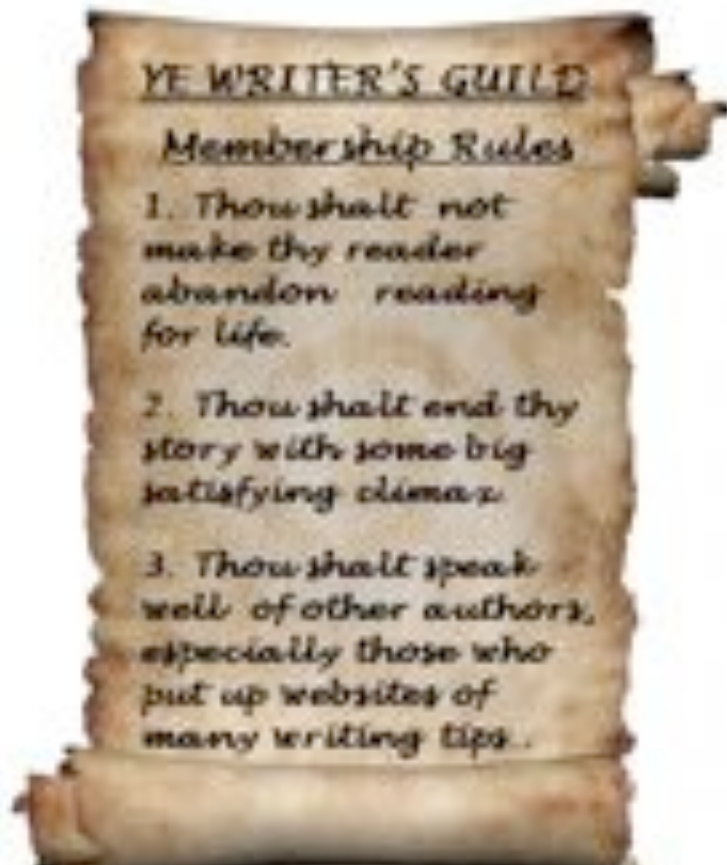 YE WRITER'S GUILD
Membership Rules
1. Thou shalt not
make thy reader
abandon reading
for life.
2. Thou shalt end thy
story with some big
satisfying climax.
3. Thou shalt speak
well of other authors,
especially those who
put up websites of
many writing tips.